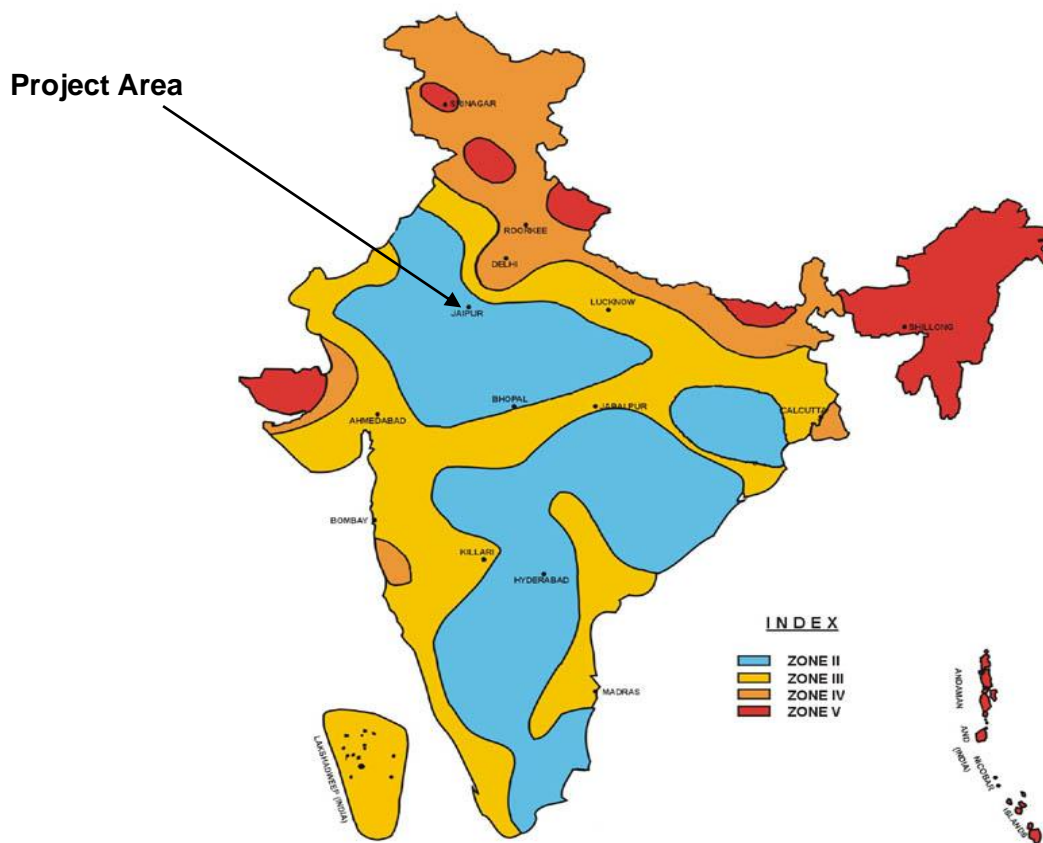 Project Area
SRINAGAR
ROORKEE
DELHI
JAIPUR
LUCKNOW
SHILLONG
BHOPAL
JABALPUR
CALCUTTA
AHMEDABAD
BOMBAY
KILLARI
HYDERABAD
MADRAS
INDEX
ZONE II
ZONE III
ZONE IV
ZONE V
LAKSHADWEEP (INDIA)
ANDAMAN
AND
(INDIA)
NICOBAR
ISLANDS